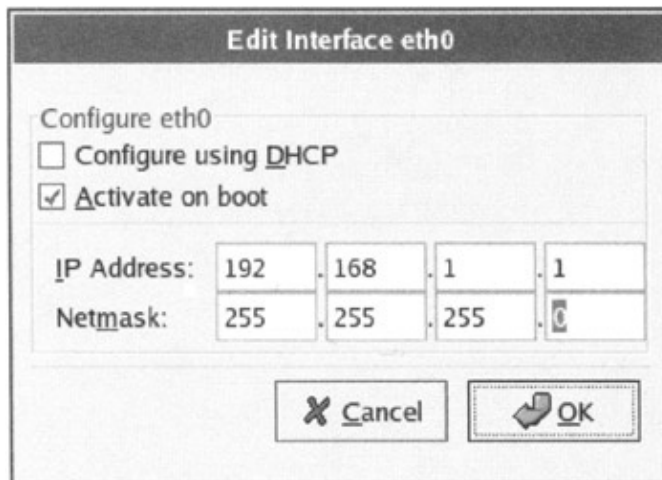 Edit Interface eth0
Configure eth0
Configure using DHCP
Activate on boot
IP Address: 192 . 168 . 1 . 1
Netmask: 255 . 255 . 255 . 0
Cancel OK